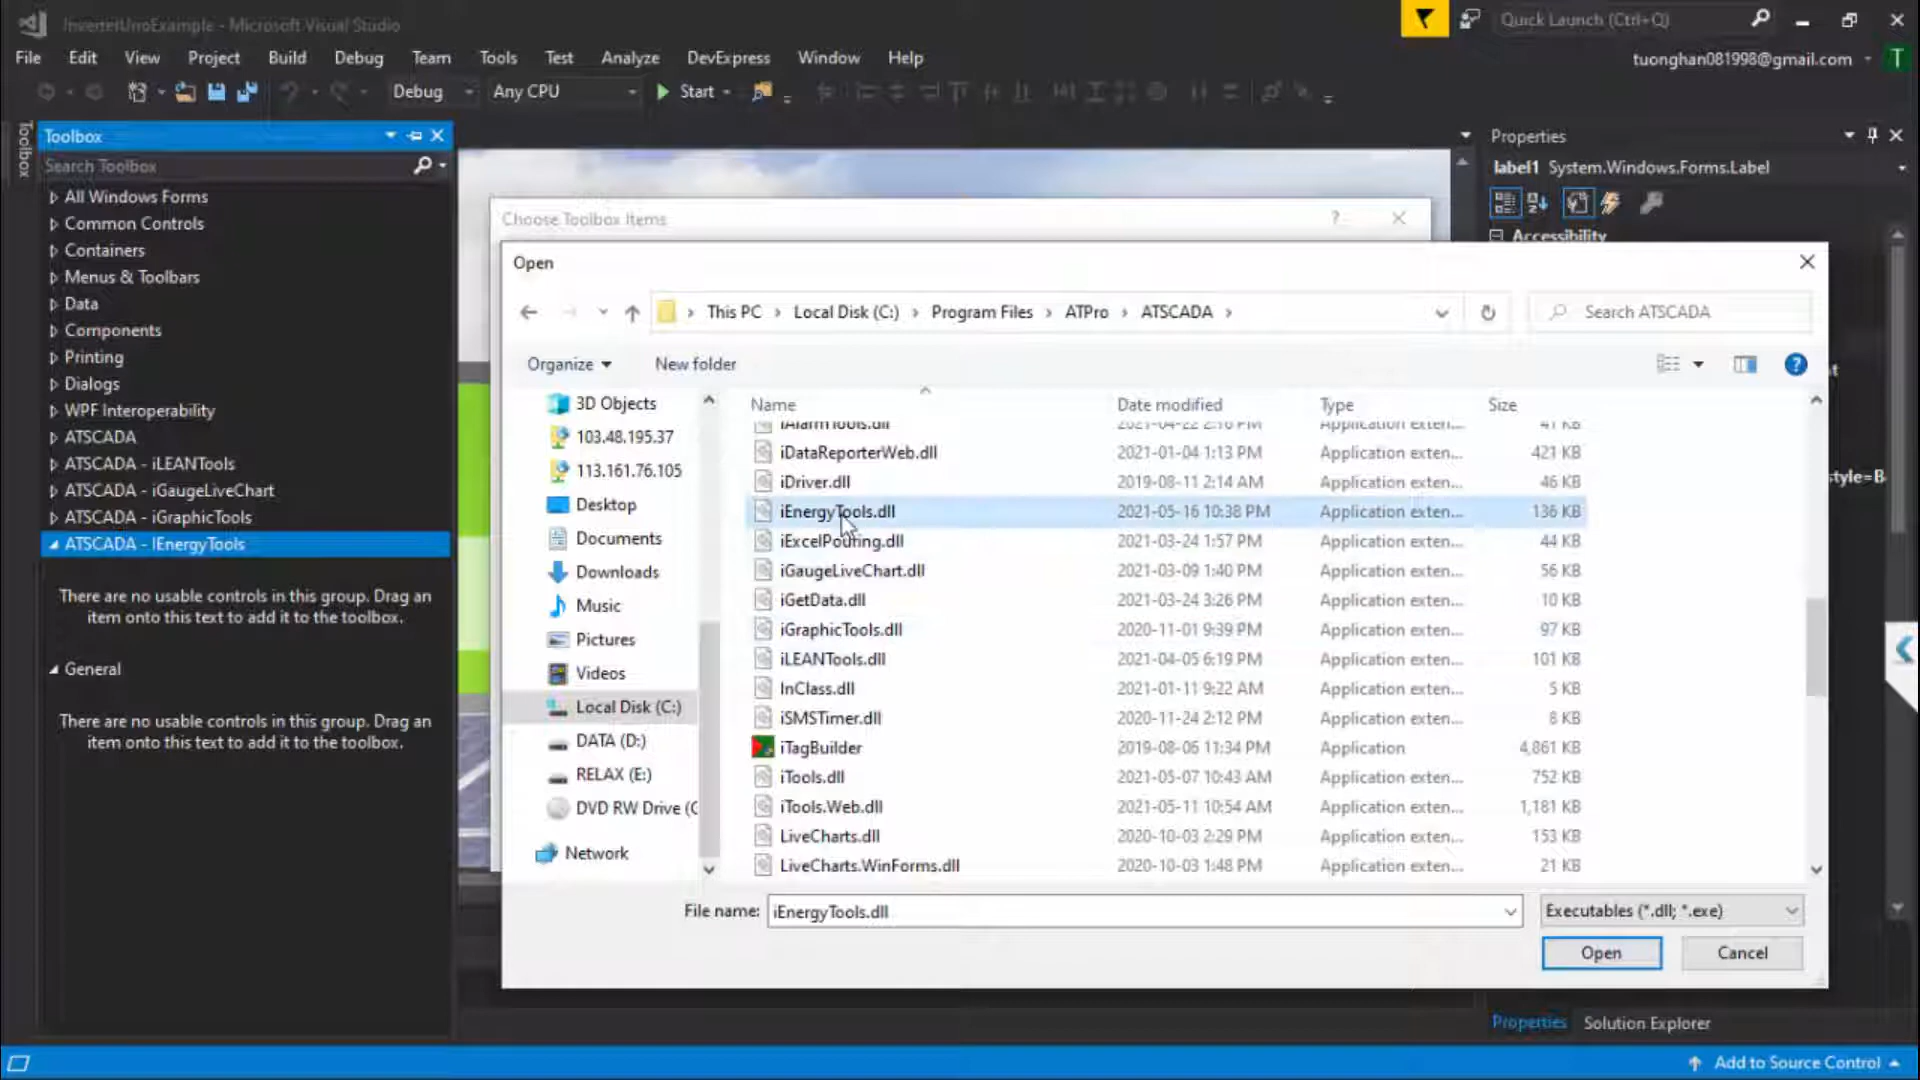 InverterUnoExample - Microsoft Visual Studio
Quick Launch (Ctrl+Q)
File Edit View Project Build Debug Team Tools Test Analyze DevExpress Window Help
tuonghan081998@gmail.com T
Debug Any CPU Start
Toolbox
Toolbox
Search Toolbox
All Windows Forms
Common Controls
Containers
Menus & Toolbars
Data
Components
Printing
Dialogs
WPF Interoperability
ATSCADA
ATSCADA - iLEANTools
ATSCADA - iGaugeLiveChart
ATSCADA - iGraphicTools
ATSCADA - IEnergyTools
There are no usable controls in this group. Drag an
item onto this text to add it to the toolbox.
General
There are no usable controls in this group. Drag an
item onto this text to add it to the toolbox.
Choose Toolbox Items ?
Open
This PC Local Disk (C:) Program Files ATPro ATSCADA
Search ATSCADA
Organize New folder
3D Objects
103.48.195.37
113.161.76.105
Desktop
Documents
Downloads
Music
Pictures
Videos
Local Disk (C:)
DATA (D:)
RELAX (E:)
DVD RW Drive (
Network
Name Date modified Type Size
iAlarmTools.dll 2021-04-22 2:10 PM Application exten... 41 KB
iDataReporterWeb.dll 2021-01-04 1:13 PM Application exten... 421 KB
iDriver.dll 2019-08-11 2:14 AM Application exten... 46 KB
iEnergyTools.dll 2021-05-16 10:38 PM Application exten... 136 KB
iExcelPouring.dll 2021-03-24 1:57 PM Application exten... 44 KB
iGaugeLiveChart.dll 2021-03-09 1:40 PM Application exten... 56 KB
iGetData.dll 2021-03-24 3:26 PM Application exten... 10 KB
iGraphicTools.dll 2020-11-01 9:39 PM Application exten... 97 KB
iLEANTools.dll 2021-04-05 6:19 PM Application exten... 101 KB
InClass.dll 2021-01-11 9:22 AM Application exten... 5 KB
iSMSTimer.dll 2020-11-24 2:12 PM Application exten... 8 KB
iTagBuilder 2019-08-06 11:34 PM Application 4,861 KB
iTools.dll 2021-05-07 10:43 AM Application exten... 752 KB
iTools.Web.dll 2021-05-11 10:54 AM Application exten... 1,181 KB
LiveCharts.dll 2020-10-03 2:29 PM Application exten... 153 KB
LiveCharts.WinForms.dll 2020-10-03 1:48 PM Application exten... 21 KB
File name: iEnergyTools.dll Executables (*.dll; *.exe)
Open Cancel
Properties
label1 System.Windows.Forms.Label
Accessibility
t
style=B
Properties Solution Explorer
Add to Source Control